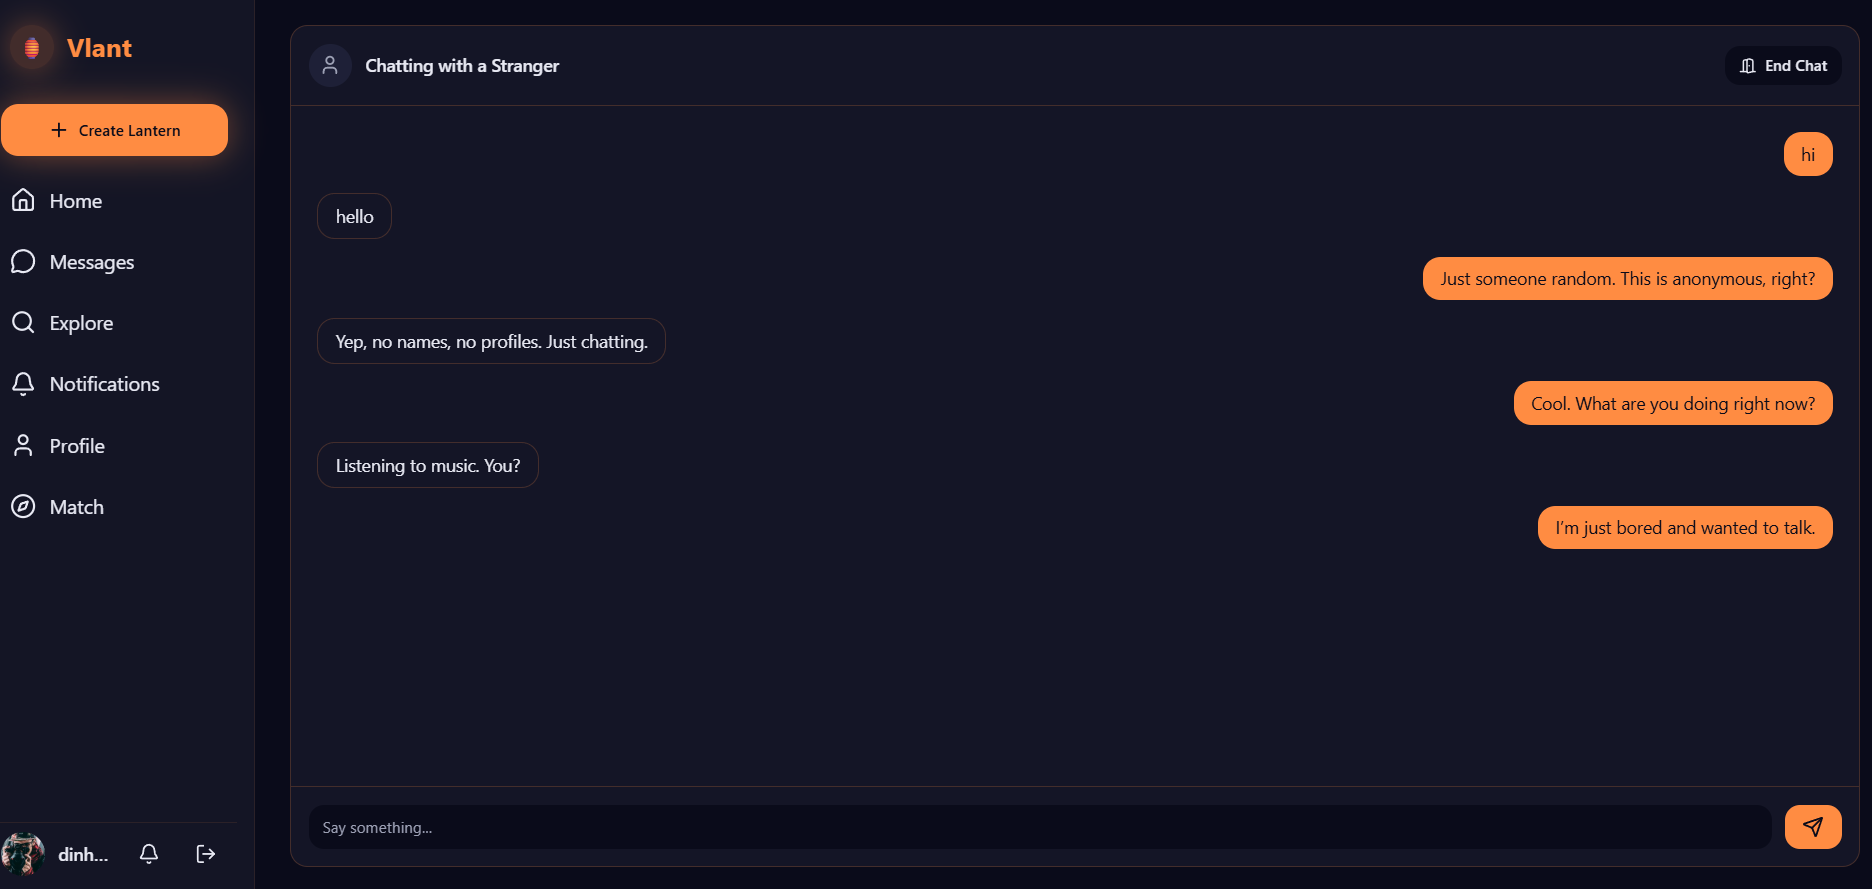 Vlant
Create Lantern
Home
Messages
Explore
Notifications
Profile
Match
dinh...
Chatting with a Stranger
End Chat
hi
hello
Just someone random. This is anonymous, right?
Yep, no names, no profiles. Just chatting.
Cool. What are you doing right now?
Listening to music. You?
I’m just bored and wanted to talk.
Say something...